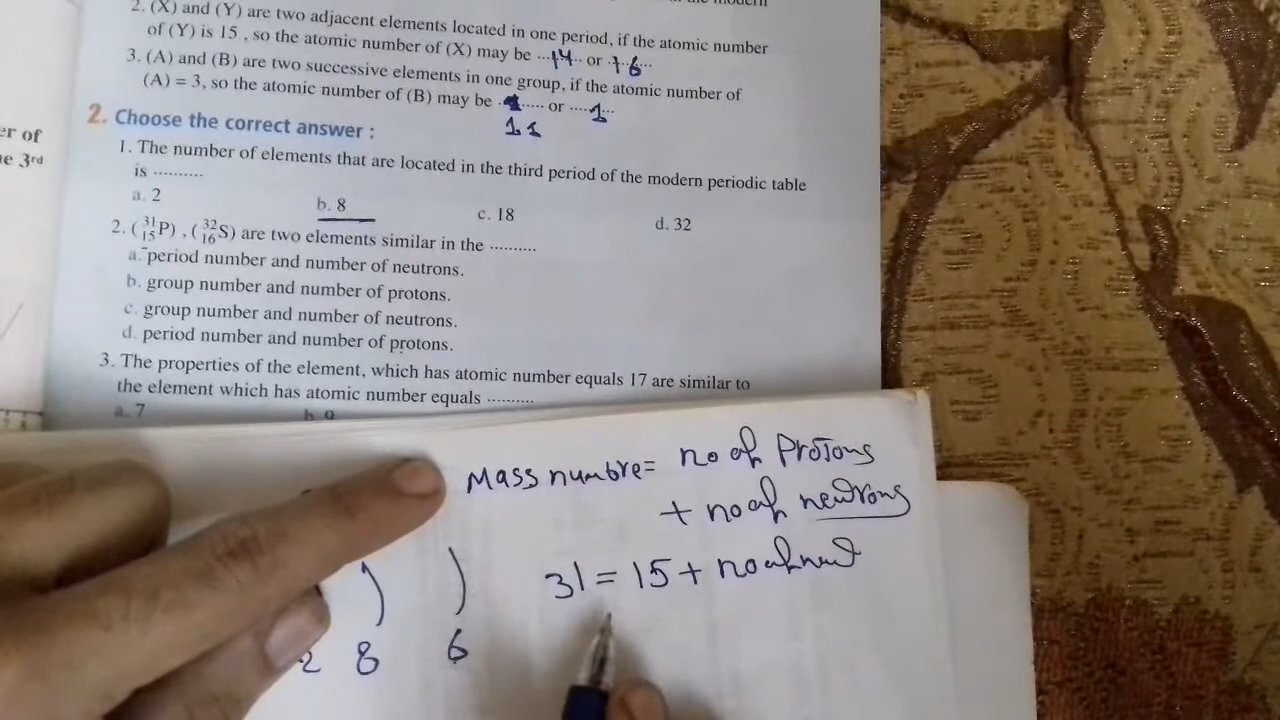 2. (X) and (Y) are two adjacent elements located in one period, if the atomic number
of (Y) is 15 , so the atomic number of (X) may be ...14.. or .16....
3. (A) and (B) are two successive elements in one group, if the atomic number of
(A) = 3, so the atomic number of (B) may be ........ or ....1...
11
er of
e 3rd
2. Choose the correct answer :
1. The number of elements that are located in the third period of the modern periodic table
is ..........
a. 2 b. 8 c. 18 d. 32
2. (31 15 P) , (32 16 S) are two elements similar in the ..........
a. period number and number of neutrons.
b. group number and number of protons.
c. group number and number of neutrons.
d. period number and number of protons.
3. The properties of the element, which has atomic number equals 17 are similar to
the element which has atomic number equals ..........
a. 7 b. 9
Mass numbre = no of Protons
+ no of newrons
31 = 15 + no of neu
2 8 6